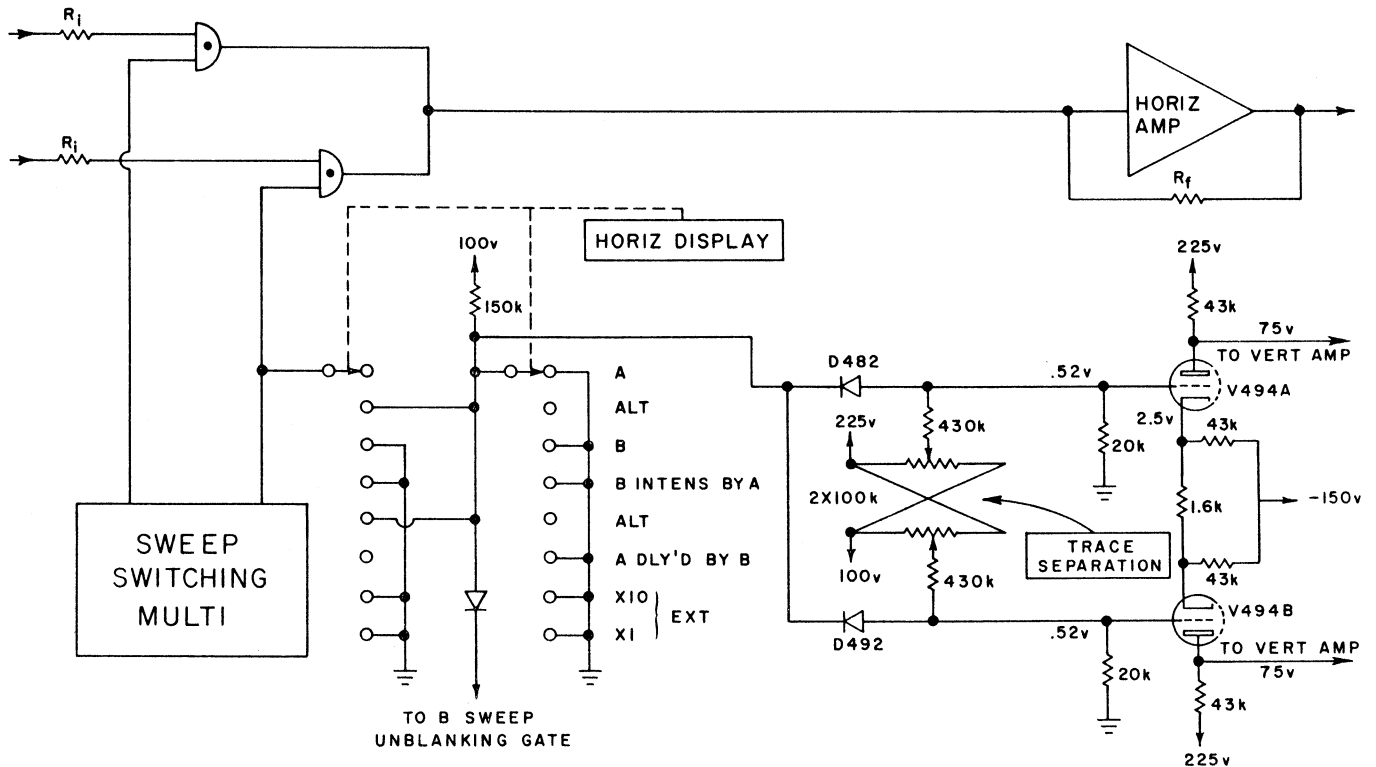 Ri
HORIZ
AMP
Ri
Rf
HORIZ DISPLAY
100v
225v
150k
43k
75v
TO VERT AMP
D482
.52v
A
V494A
ALT
2.5v
225v
430k
43k
B
20k
B INTENS BY A
2X100k
1.6k
-150v
SWEEP
SWITCHING
MULTI
ALT
TRACE
SEPARATION
A DLY'D BY B
100v
430k
43k
X10
EXT
X1
V494B
D492
.52v
TO VERT AMP
75v
20k
43k
TO B SWEEP
UNBLANKING GATE
225v